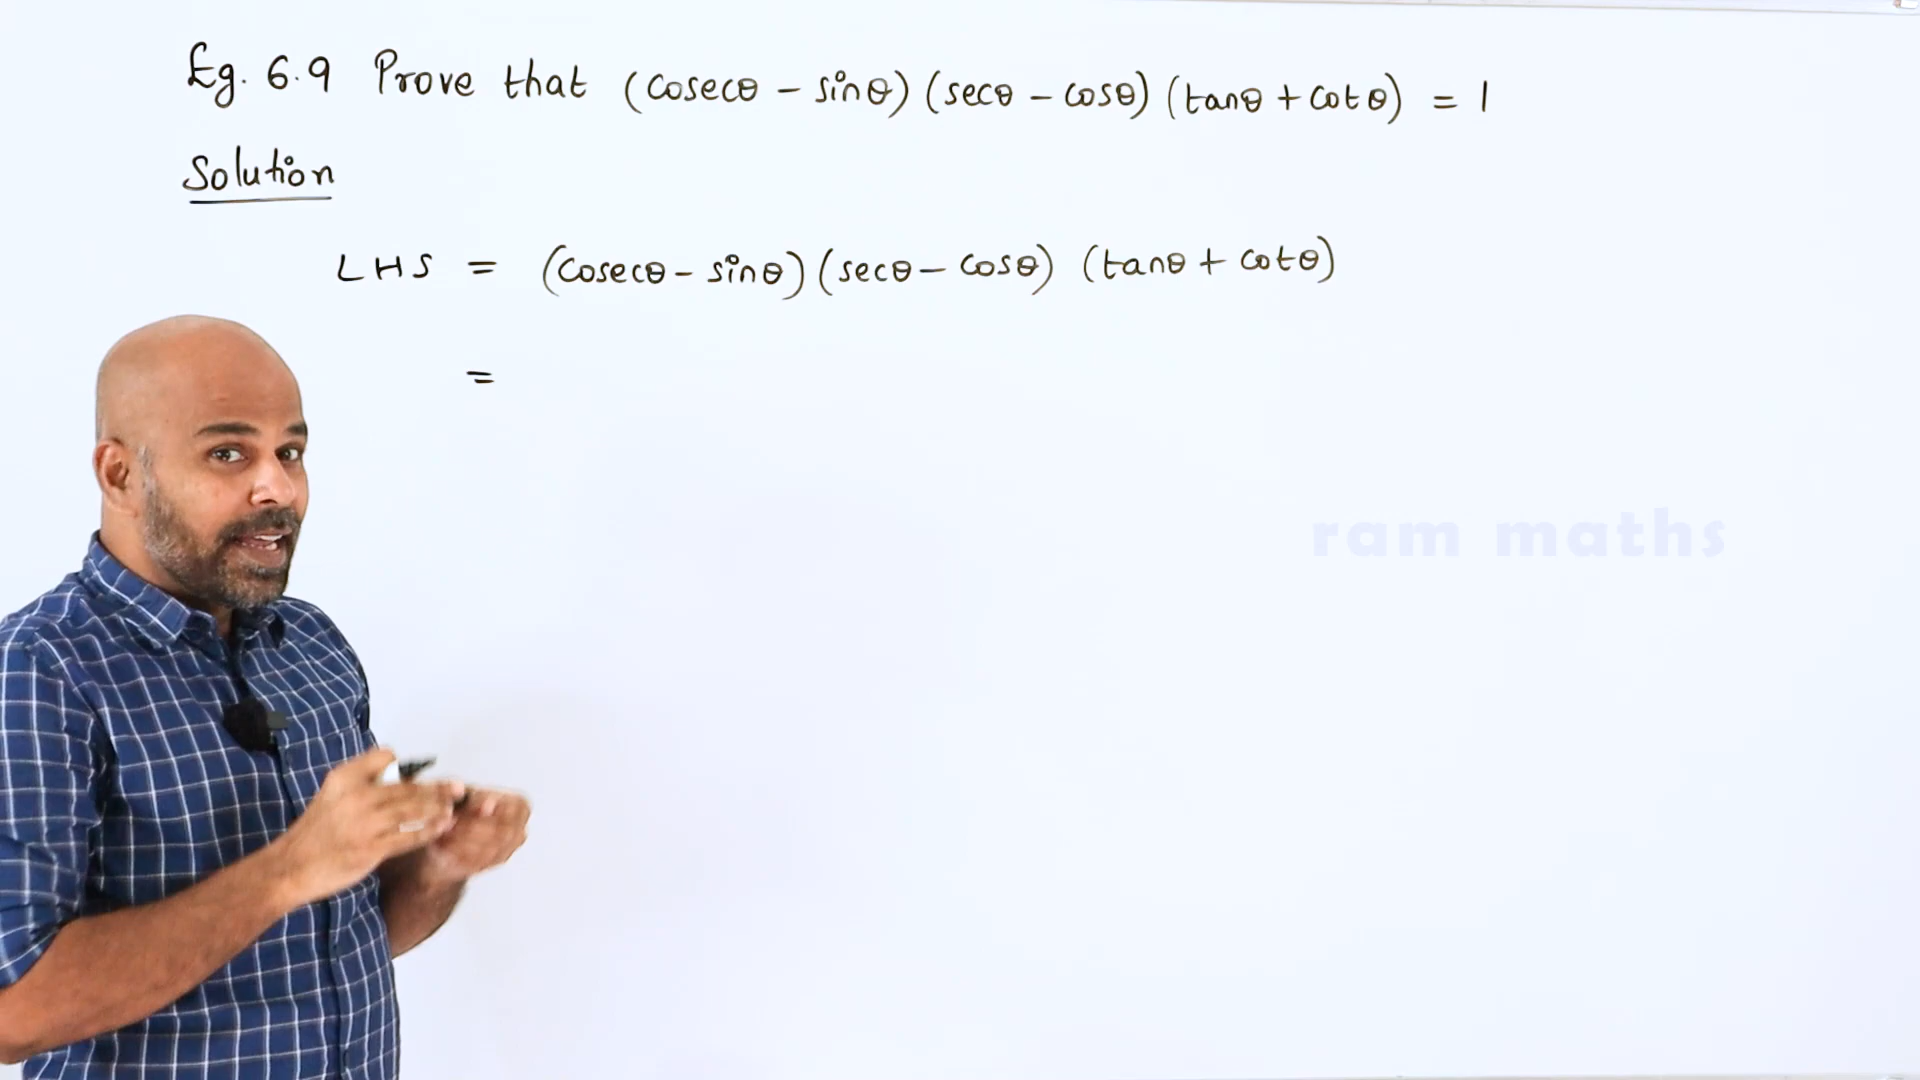 Eg. 6.9 Prove that (cosecθ - sinθ)(secθ - cosθ)(tanθ + cotθ) = 1
Solution
LHS = (cosecθ - sinθ)(secθ - cosθ) (tanθ + cotθ)
=
ram maths